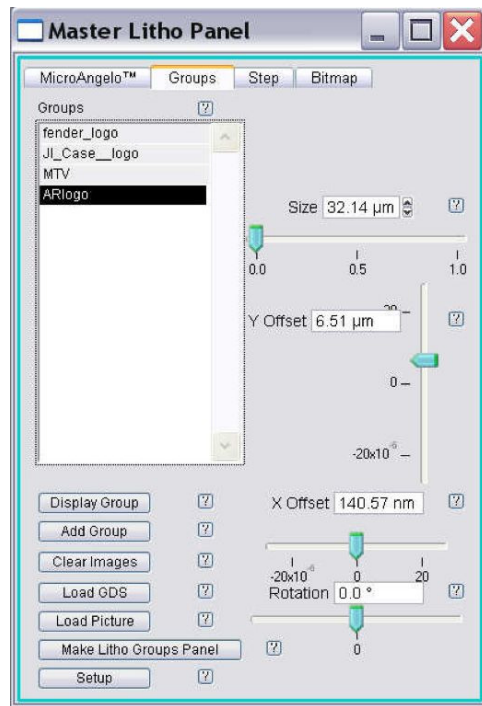 Master Litho Panel
MicroAngelo™ Groups Step Bitmap
Groups ?
fender_logo
JI_Case__logo
MTV
ARlogo
Size 32.14 µm ?
0.0 0.5 1.0
Y Offset 6.51 µm ?
0
-20x10⁻⁶
Display Group ? X Offset 140.57 nm ?
Add Group ?
Clear Images ?
-20x10⁻⁶ 0 20
Load GDS ? Rotation 0.0 ° ?
Load Picture ?
Make Litho Groups Panel ? 0
Setup ?